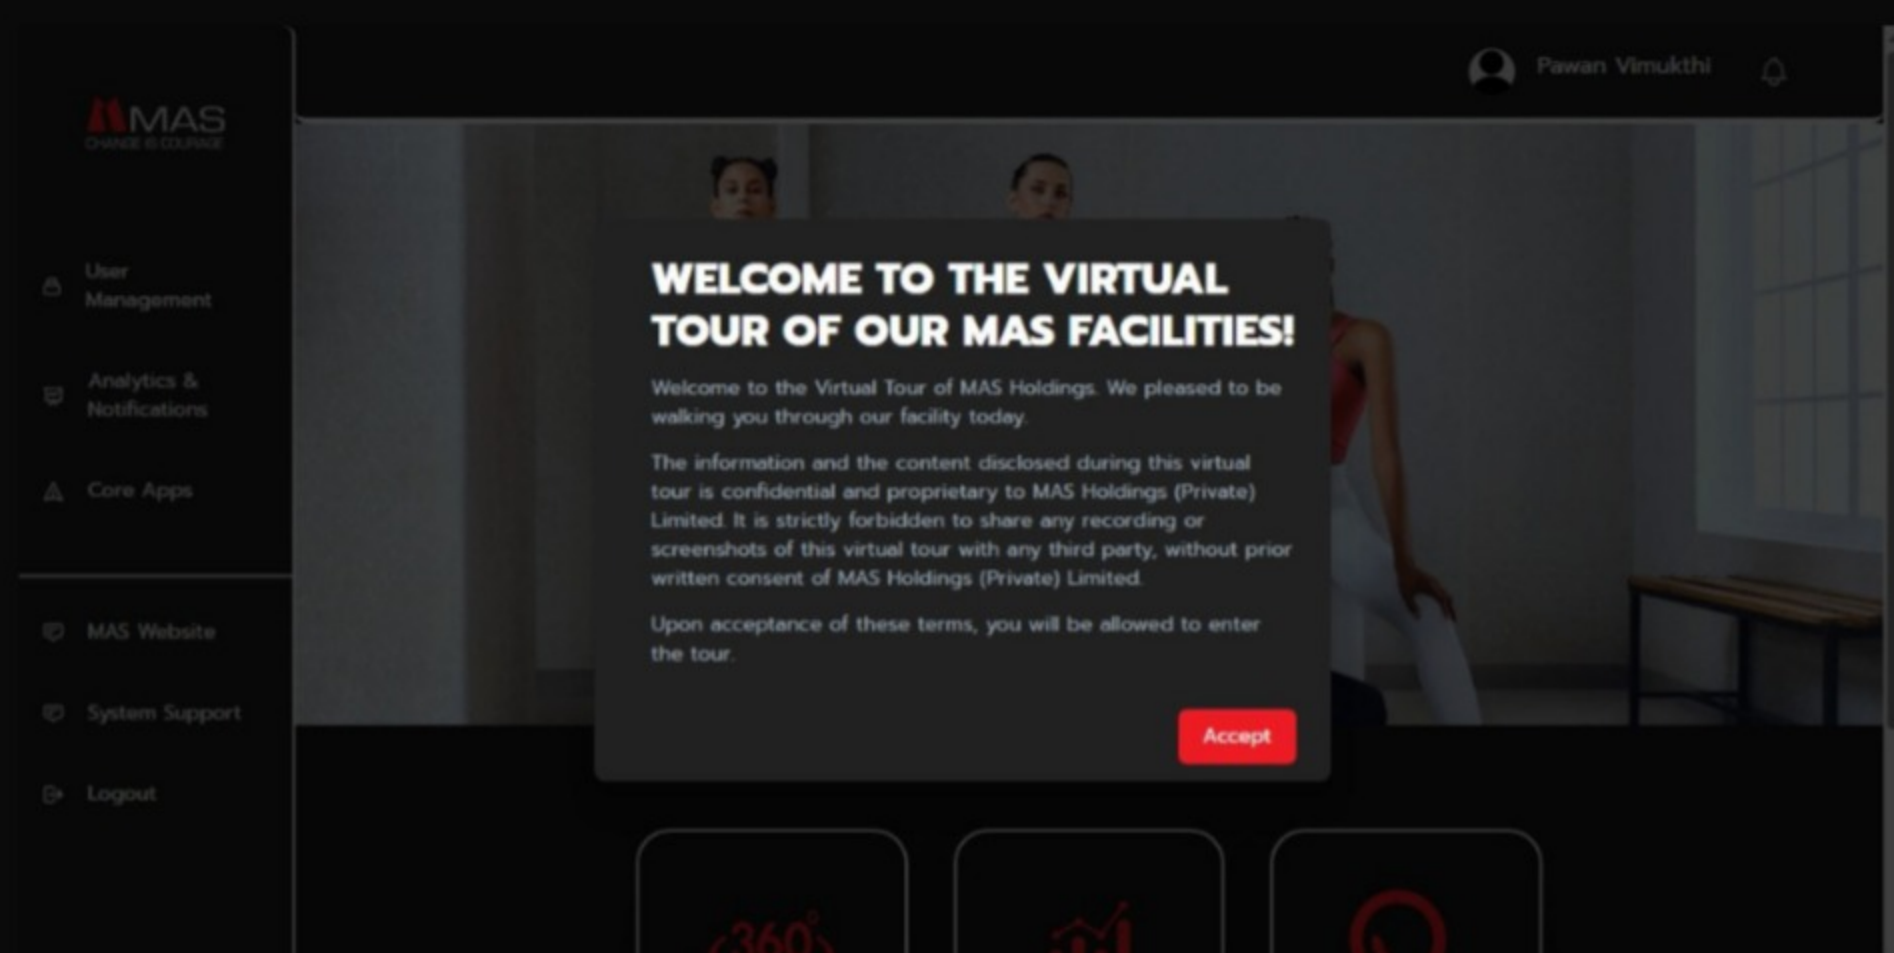 Pawan Vimukthi
MAS
CHANGE IS COURAGE
User
Management
Analytics &
Notifications
Core Apps
MAS Website
System Support
Logout
WELCOME TO THE VIRTUAL
TOUR OF OUR MAS FACILITIES!
Welcome to the Virtual Tour of MAS Holdings. We pleased to be
walking you through our facility today.
The information and the content disclosed during this virtual
tour is confidential and proprietary to MAS Holdings (Private)
Limited. It is strictly forbidden to share any recording or
screenshots of this virtual tour with any third party, without prior
written consent of MAS Holdings (Private) Limited.
Upon acceptance of these terms, you will be allowed to enter
the tour.
Accept
360°